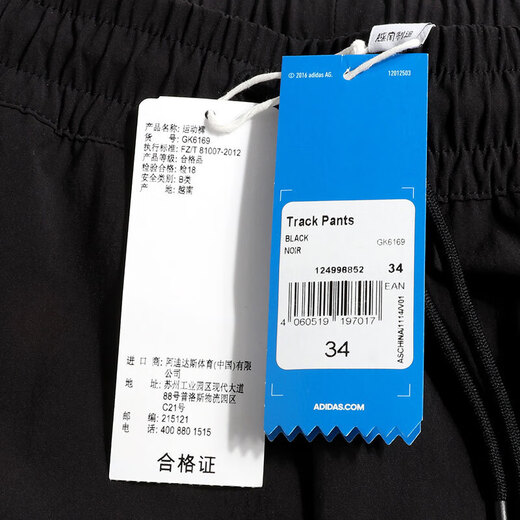 产品名称: 运动裤
货 号: GK6169
执行标准: FZ/T 81007-2012
产品等级: 合格品
检验合格: 检18
安全类别: B类
产 地: 越南
进 口 商: 阿迪达斯体育(中国)有限
公司
地 址: 苏州工业园区现代大道
88号普洛斯物流园区
C21号
邮 编: 215121
电 话: 400 880 1515
合格证
© 2016 adidas AG.
12012503
Track Pants
BLACK
GK6169
NOIR
124998852
34
EAN
4 060519 197017
34
ASCHINA/1114/V01
ADIDAS.COM